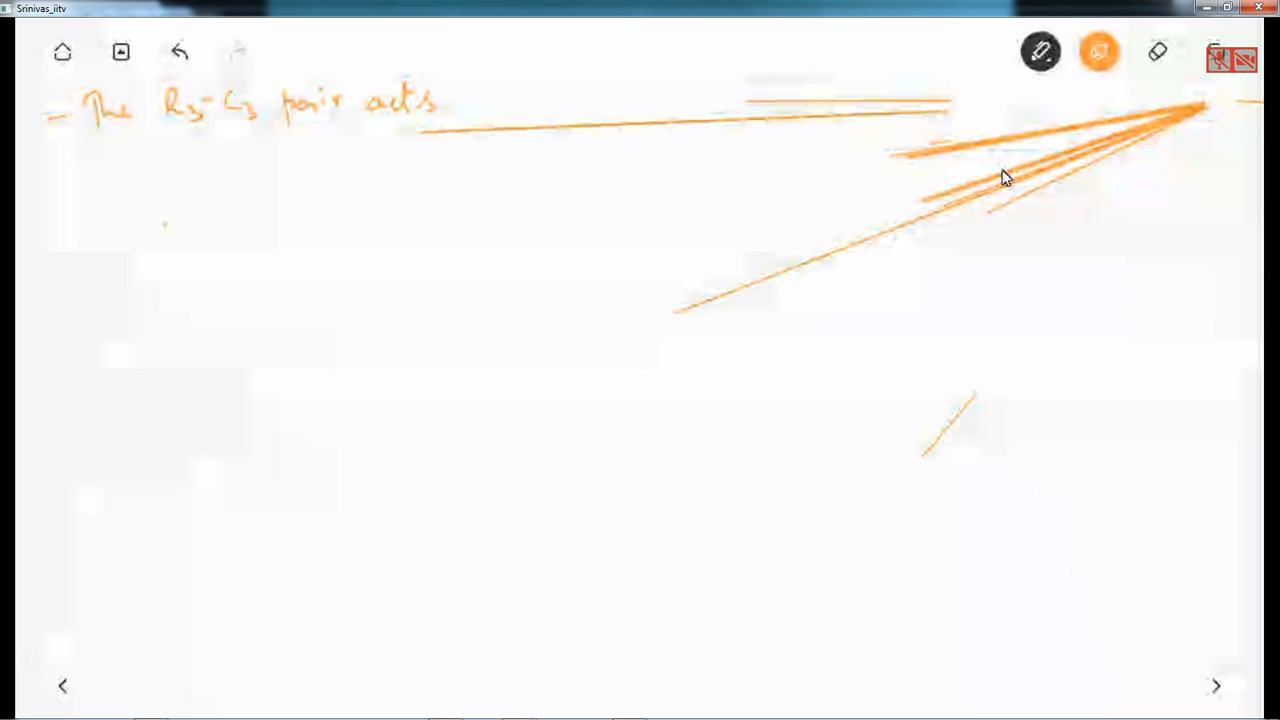 Srinivas_iitv
- The R3-C3 pair acts